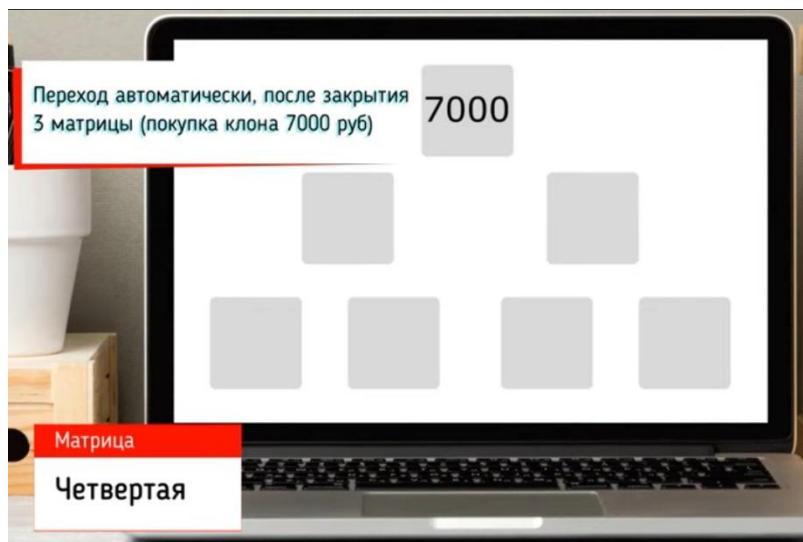 Переход автоматически, после закрытия
3 матрицы (покупка клона 7000 руб)
7000
Матрица
Четвертая